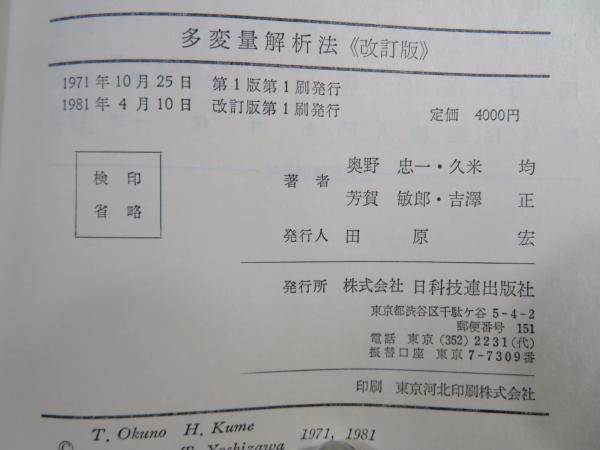 多変量解析法《改訂版》
1971年10月25日 第1版第1刷発行
1981年 4月10日 改訂版第1刷発行
定価 4000円
検印
省略
著者
奥野 忠一・久米 均
芳賀 敏郎・吉澤 正
発行人 田原 宏
発行所 株式会社 日科技連出版社
東京都渋谷区千駄ケ谷 5-4-2
郵便番号 151
電話 東京 (352) 2231(代)
振替口座 東京 7-7309番
印刷 東京河北印刷株式会社
© T. Okuno H. Kume 1971, 1981
T. Yoshizawa